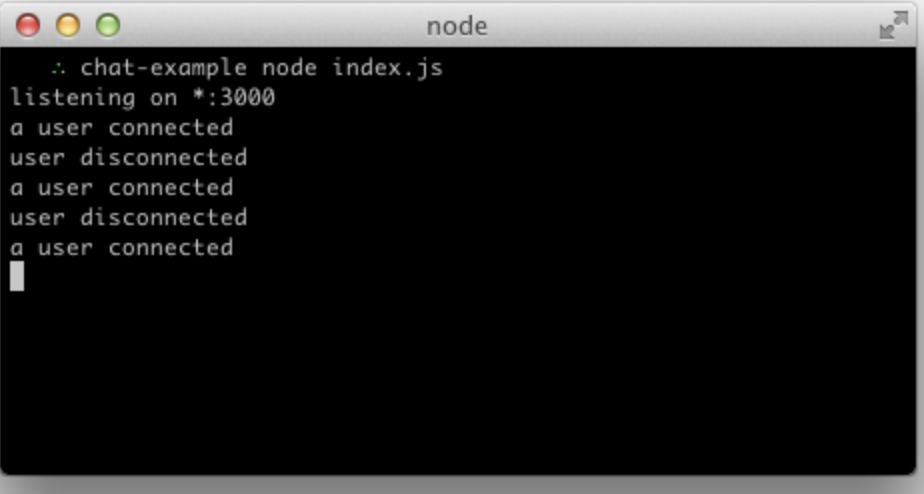 node
∴ chat-example node index.js
listening on *:3000
a user connected
user disconnected
a user connected
user disconnected
a user connected